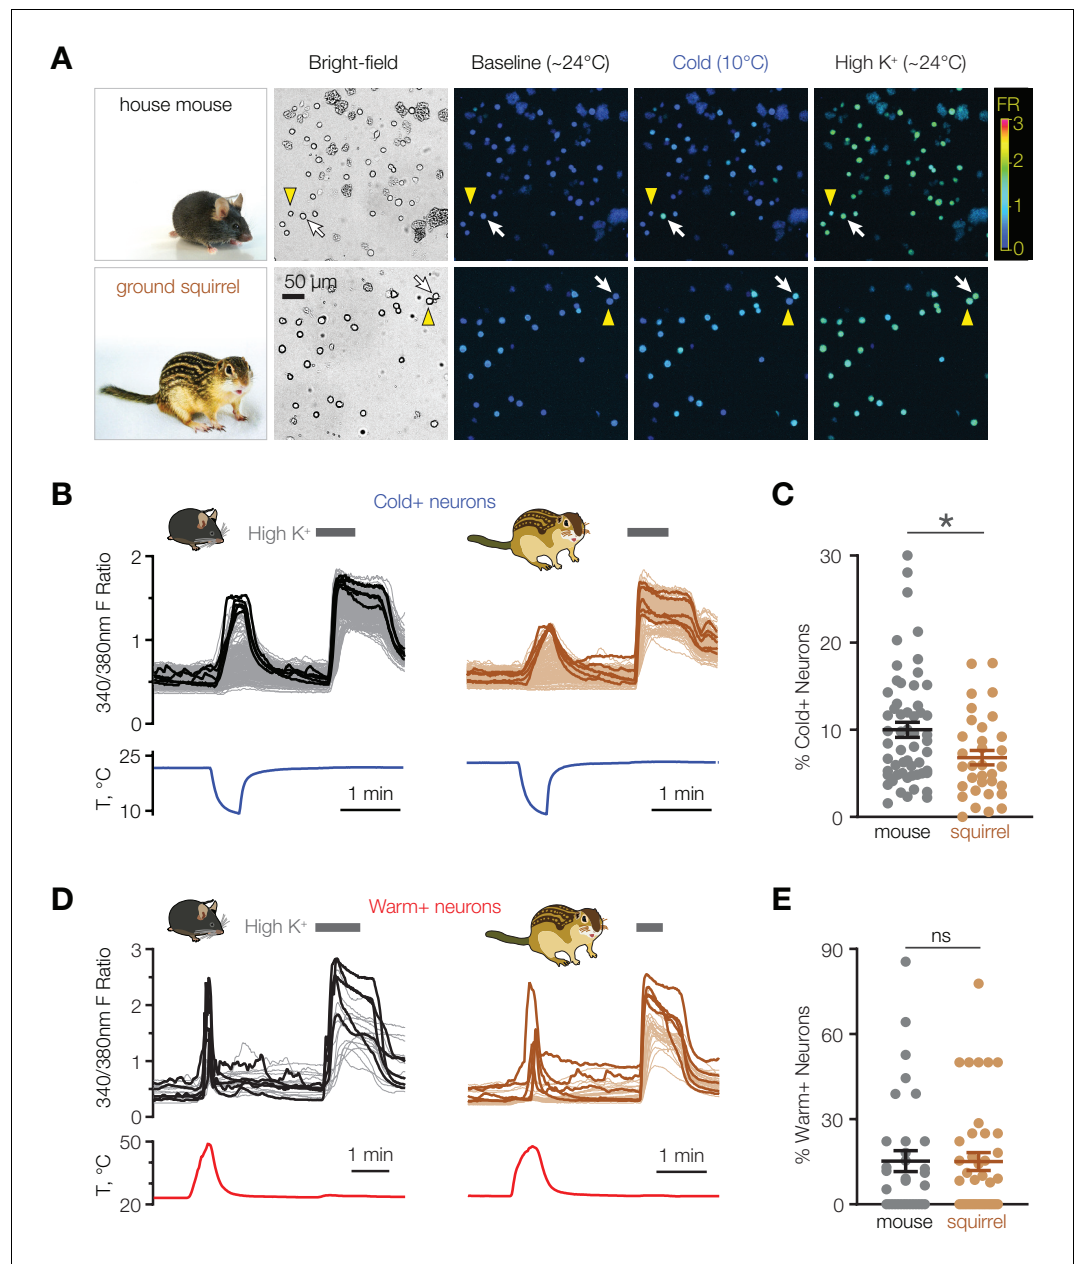 A
Bright-field
Baseline (~24°C)
Cold (10°C)
High K⁺ (~24°C)
house mouse
FR
3
2
1
0
ground squirrel
50 µm
B
Cold+ neurons
High K⁺
340/380nm F Ratio
2
1
0
T, °C
25
10
1 min
1 min
C
*
% Cold+ Neurons
30
20
10
0
mouse
squirrel
D
Warm+ neurons
High K⁺
340/380nm F Ratio
3
2
1
0
T, °C
50
20
1 min
1 min
E
ns
% Warm+ Neurons
90
60
30
0
mouse
squirrel